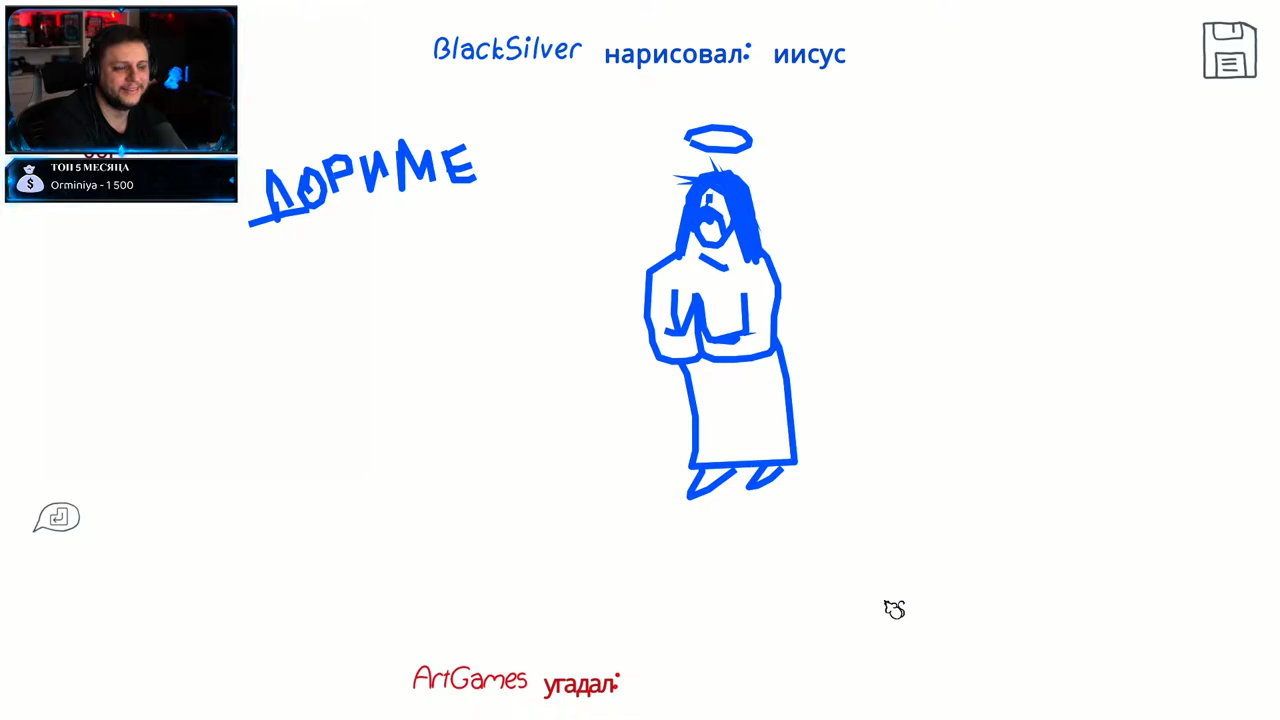 BlackSilver нарисовал: иисус
ТОП 5 МЕСЯЦА
Orminiya - 1 500
ДОРИМЕ
ArtGames угадал: